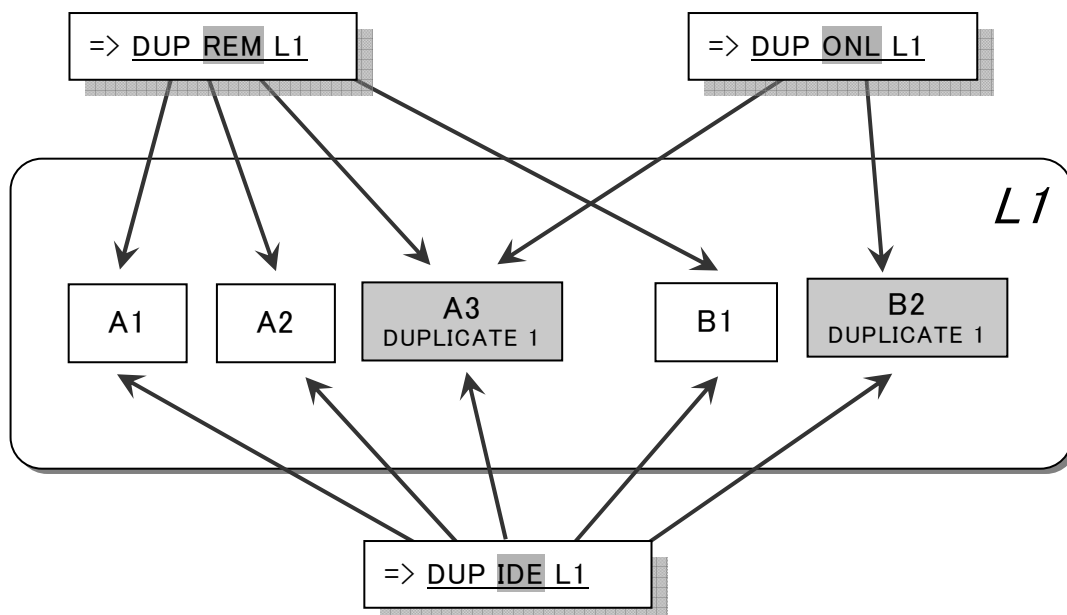 => DUP REM L1
=> DUP ONL L1
L1
A1
A2
A3
DUPLICATE 1
B1
B2
DUPLICATE 1
=> DUP IDE L1